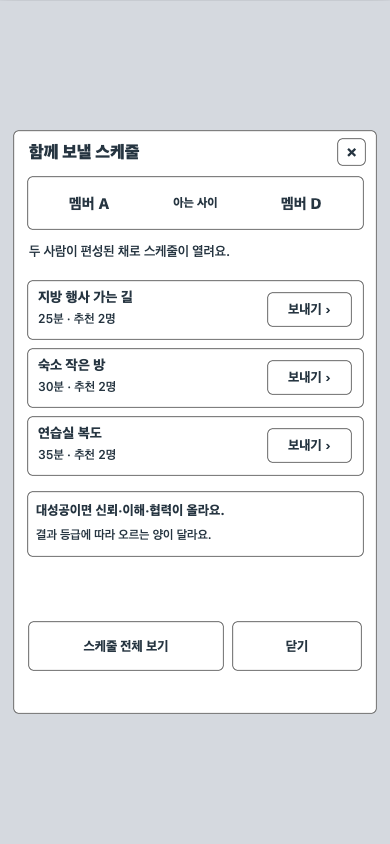 함께 보낼 스케줄
×
멤버 A 아는 사이 멤버 D
두 사람이 편성된 채로 스케줄이 열려요.
지방 행사 가는 길
25분 · 추천 2명
보내기 ›
숙소 작은 방
30분 · 추천 2명
보내기 ›
연습실 복도
35분 · 추천 2명
보내기 ›
대성공이면 신뢰·이해·협력이 올라요.
결과 등급에 따라 오르는 양이 달라요.
스케줄 전체 보기 닫기